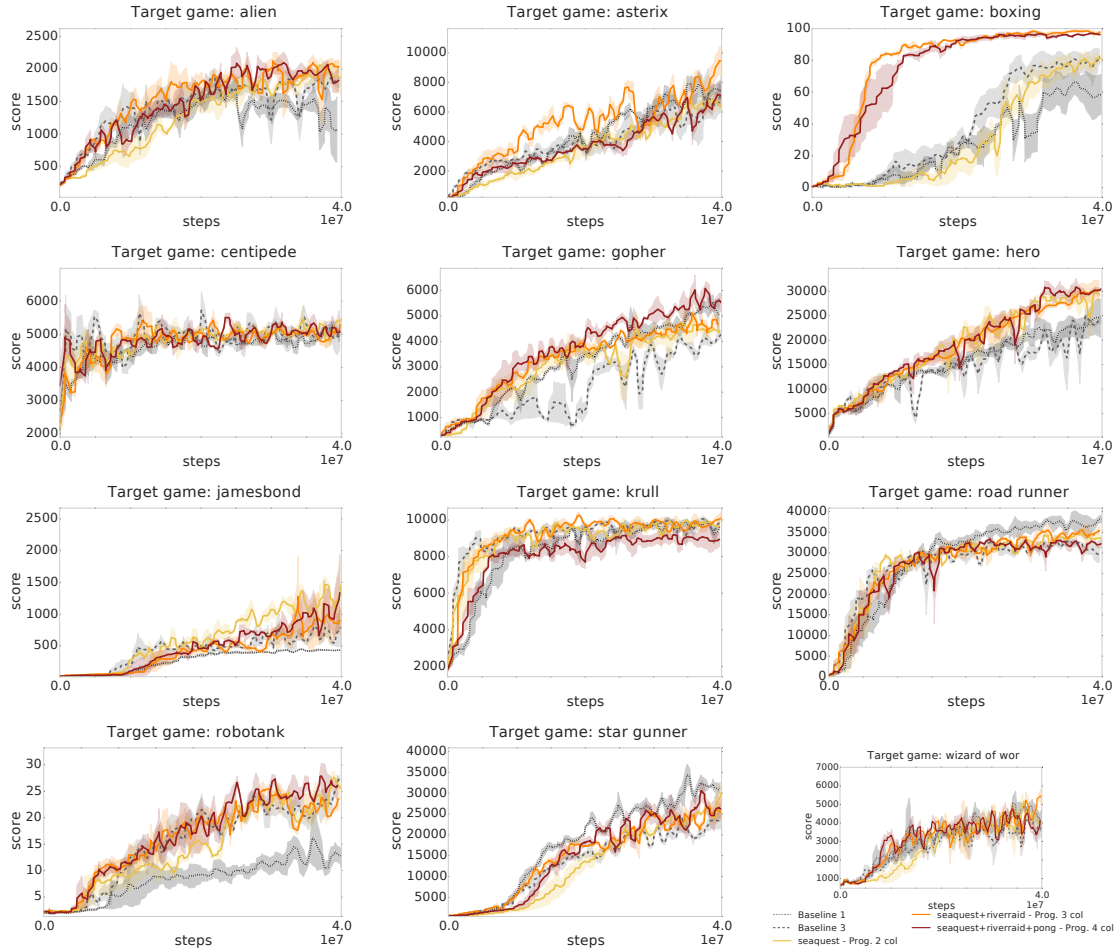 Target game: alien
2500
2000
1500
1000
500
0.0
4.0
1e7
steps
score
Target game: asterix
10000
8000
6000
4000
2000
0.0
4.0
1e7
steps
score
Target game: boxing
100
80
60
40
20
0
0.0
4.0
1e7
steps
score
Target game: centipede
6000
5000
4000
3000
2000
0.0
4.0
1e7
steps
score
Target game: gopher
6000
5000
4000
3000
2000
1000
0.0
4.0
1e7
steps
score
Target game: hero
30000
25000
20000
15000
10000
5000
0.0
4.0
1e7
steps
score
Target game: jamesbond
2500
2000
1500
1000
500
0.0
4.0
1e7
steps
score
Target game: krull
10000
8000
6000
4000
2000
0.0
4.0
1e7
steps
score
Target game: road runner
40000
35000
30000
25000
20000
15000
10000
5000
0
0.0
4.0
1e7
steps
score
Target game: robotank
30
25
20
15
10
5
0.0
4.0
1e7
steps
score
Target game: star gunner
40000
35000
30000
25000
20000
15000
10000
5000
0.0
4.0
1e7
steps
score
Target game: wizard of wor
7000
6000
5000
4000
3000
2000
1000
0.0
4.0
1e7
steps
score
Baseline 1
Baseline 3
seaquest - Prog. 2 col
seaquest+riverraid - Prog. 3 col
seaquest+riverraid+pong - Prog. 4 col